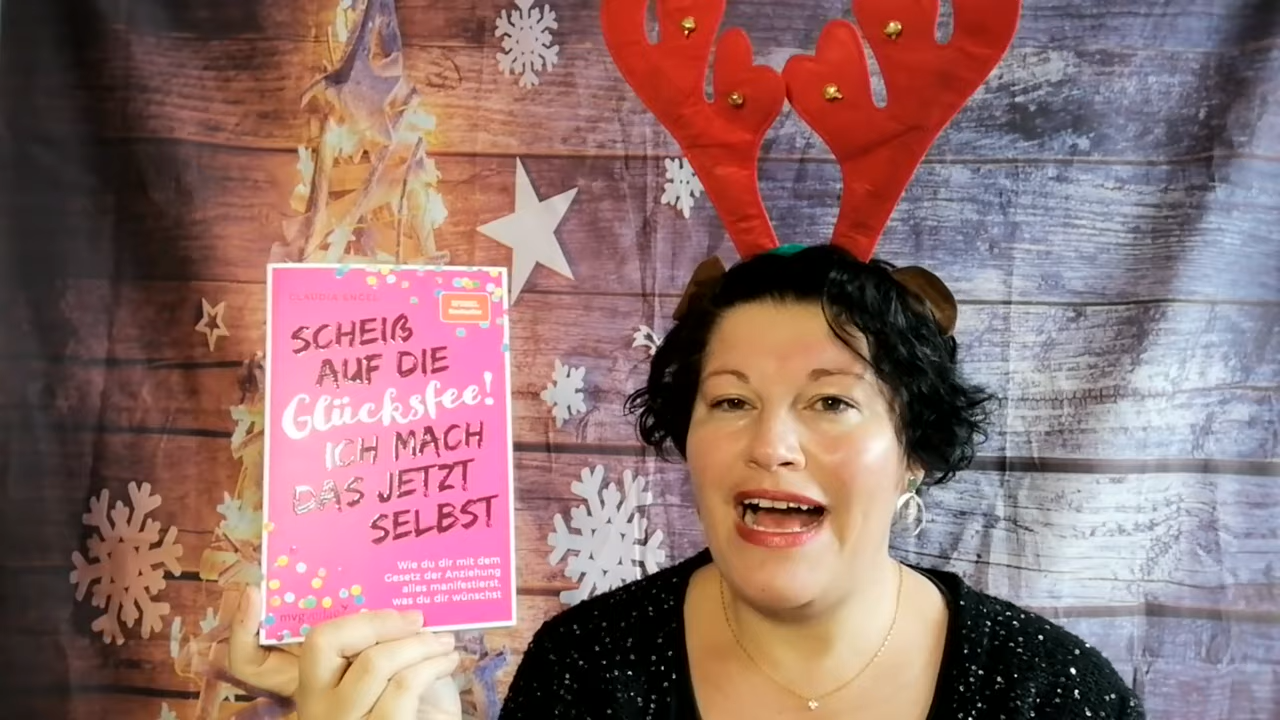 CLAUDIA ENGEL
SPIEGEL
Bestseller
SCHEIẞ
AUF DIE
Glücksfee!
ICH MACH
DAS JETZT
SELBST
Wie du dir mit dem
Gesetz der Anziehung
alles manifestierst,
was du dir wünschst
mvg